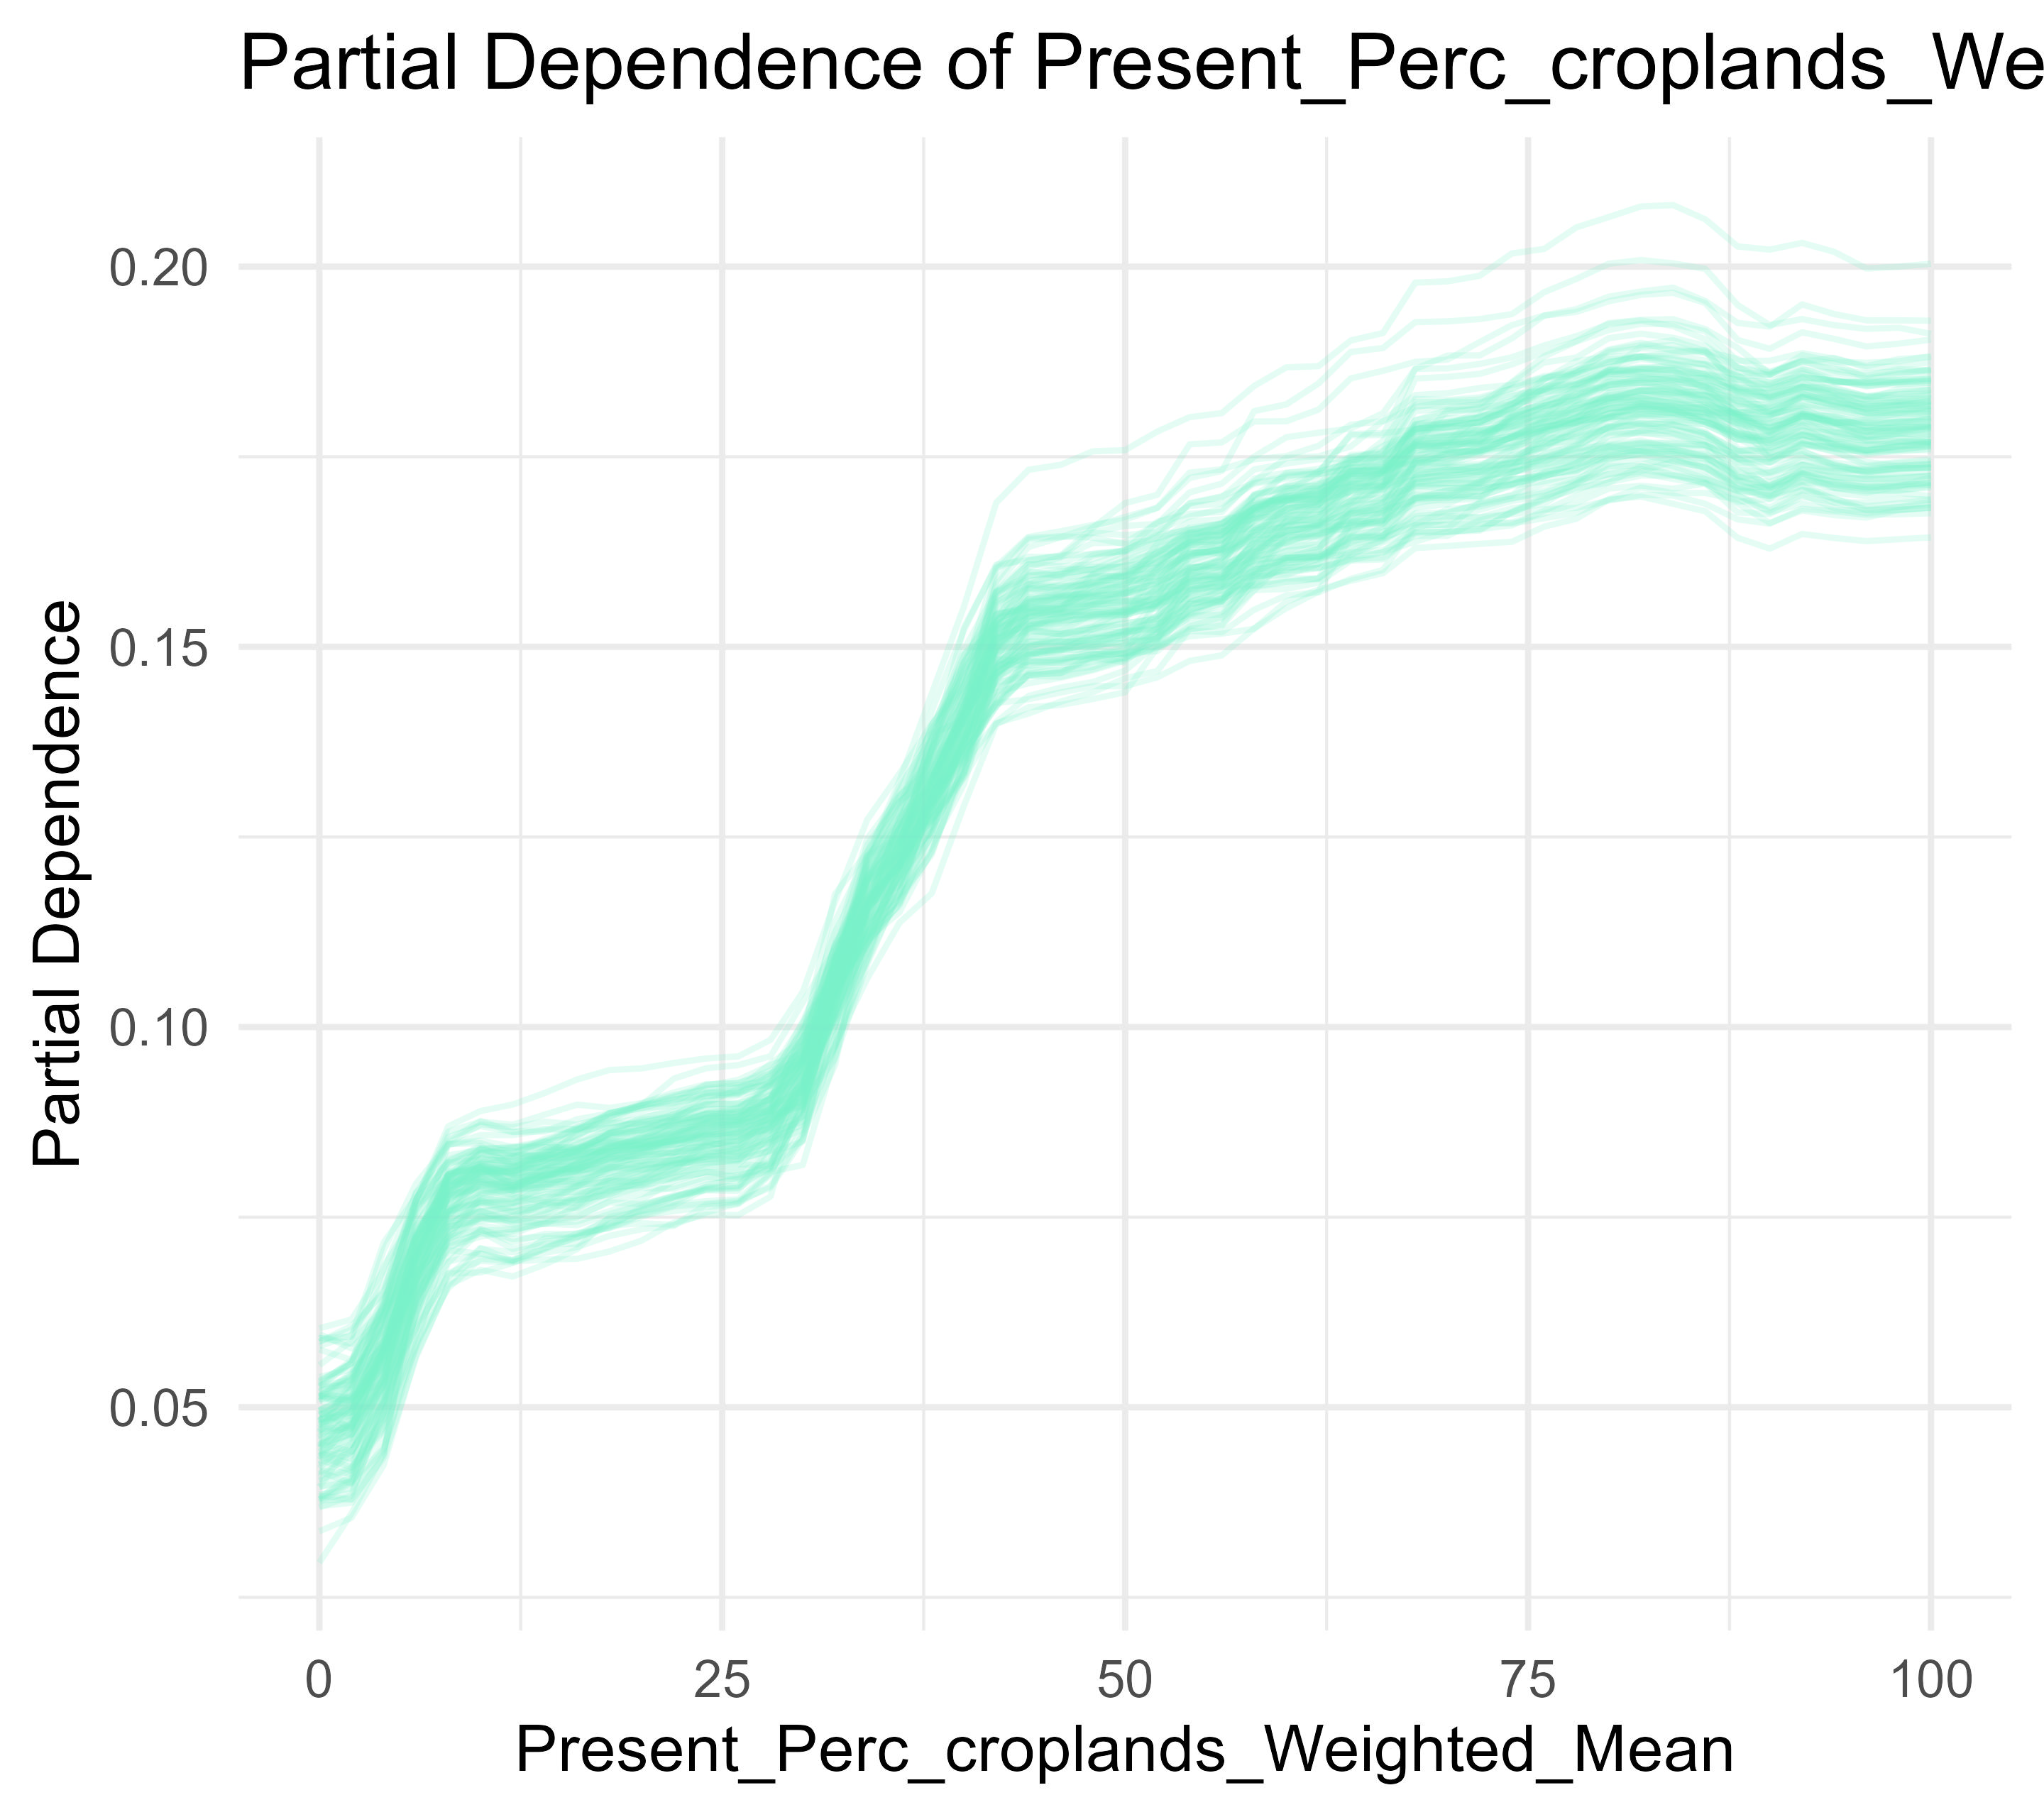 Partial Dependence of Present_Perc_croplands_We
0.20
0.15
0.10
0.05
Partial Dependence
0 25 50 75 100
Present_Perc_croplands_Weighted_Mean